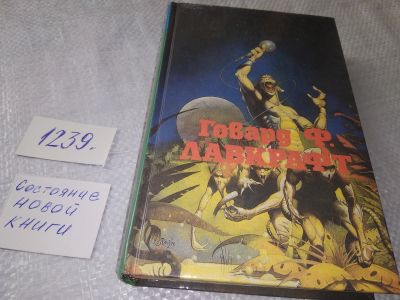 1239.
Состояние
новой
книги
Говард Ф.
ЛАВКРАФТ